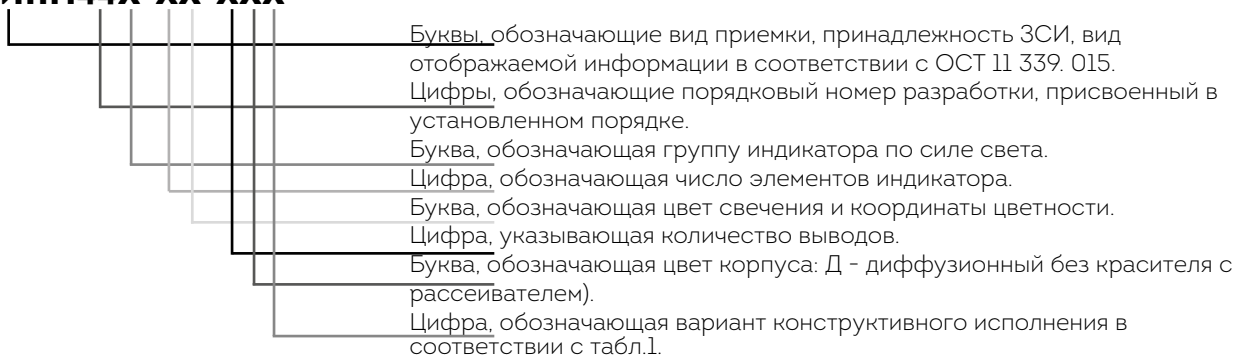 Буквы, обозначающие вид приемки, принадлежность ЗСИ, вид
отображаемой информации в соответствии с ОСТ 11 339. 015.
Цифры, обозначающие порядковый номер разработки, присвоенный в
установленном порядке.
Буква, обозначающая группу индикатора по силе света.
Цифра, обозначающая число элементов индикатора.
Буква, обозначающая цвет свечения и координаты цветности.
Цифра, указывающая количество выводов.
Буква, обозначающая цвет корпуса: Д - диффузионный без красителя с
рассеивателем).
Цифра, обозначающая вариант конструктивного исполнения в
соответствии с табл.1.